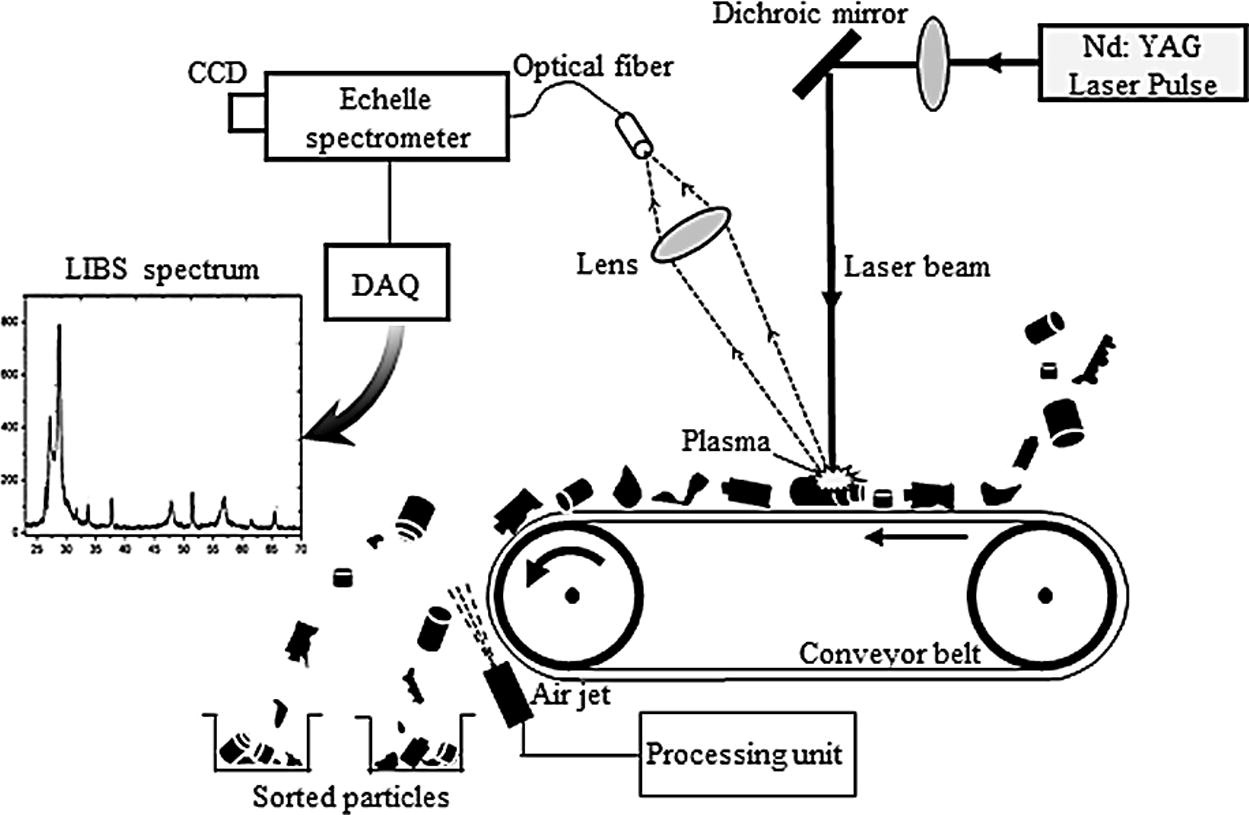 Dichroic mirror
Nd: YAG
Laser Pulse
CCD
Optical fiber
Echelle
spectrometer
Lens
Laser beam
LIBS spectrum
DAQ
800
600
400
200
0
25 30 35 40 45 50 55 60 65 70
Plasma
Conveyor belt
Air jet
Processing unit
Sorted particles